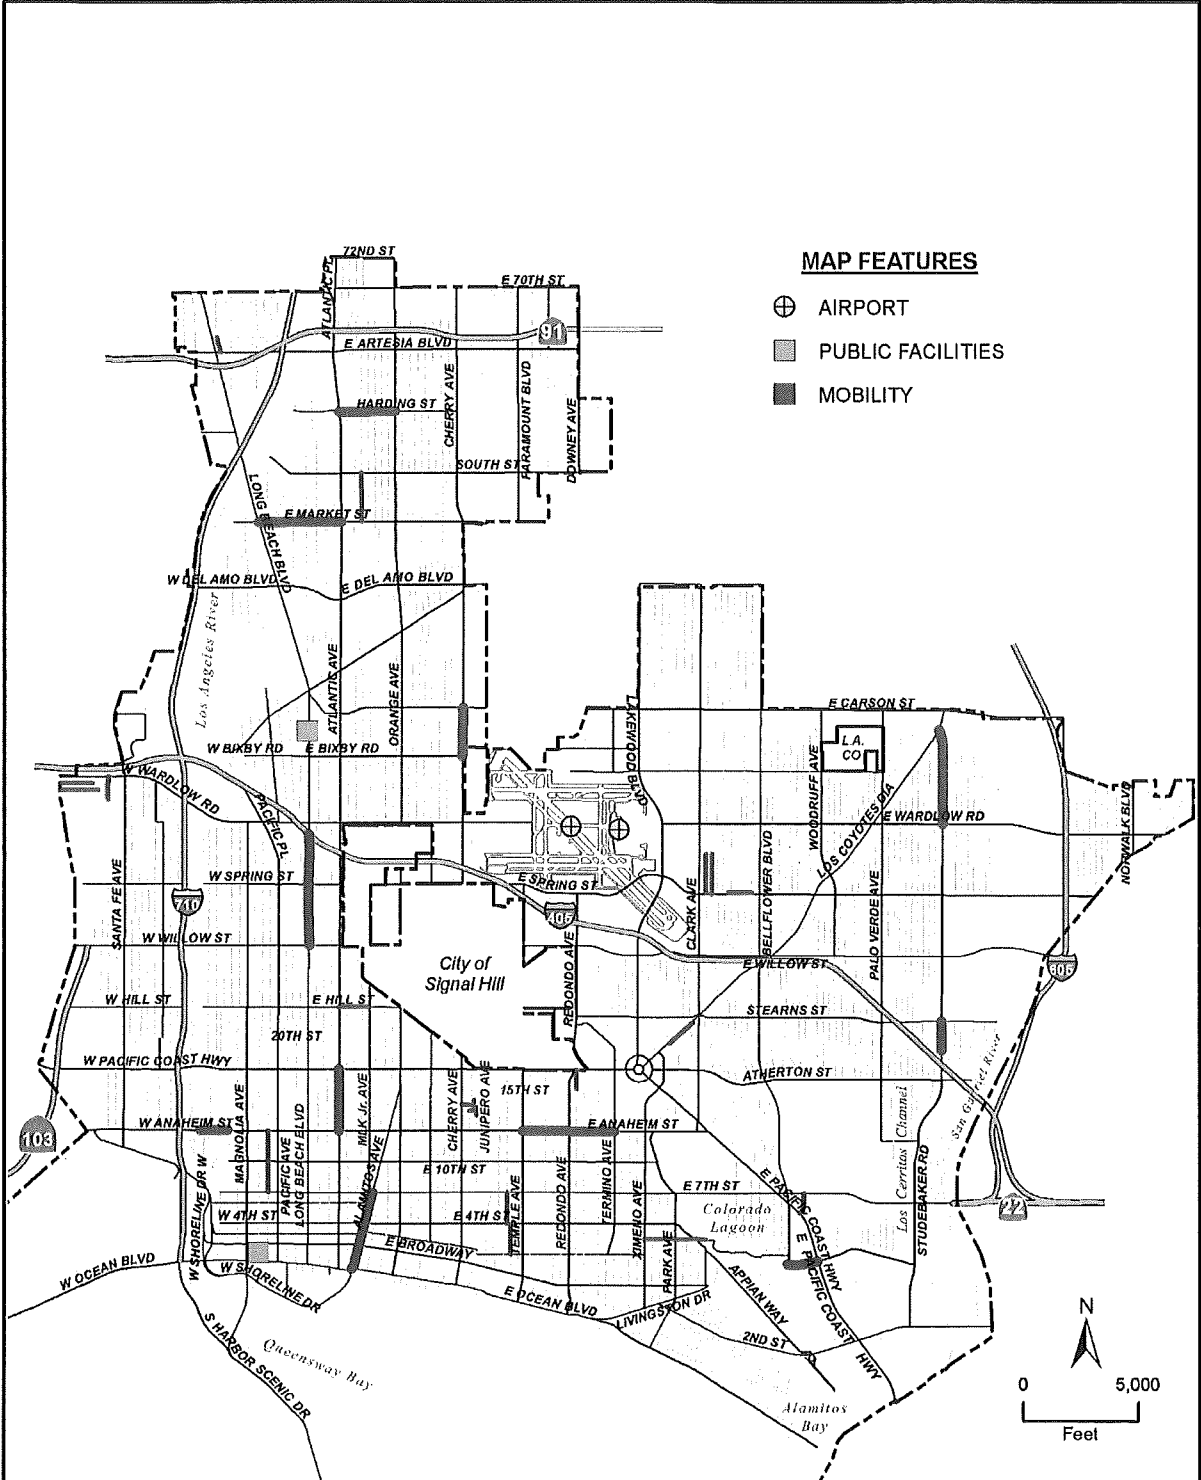 72ND ST
ATLANTIC PL
E 70TH ST
MAP FEATURES
AIRPORT
PUBLIC FACILITIES
MOBILITY
91
E ARTESIA BLVD
HARDING ST
CHERRY AVE
PARAMOUNT BLVD
DOWNEY AVE
SOUTH ST
LONG BEACH BLVD
E MARKET ST
W DEL AMO BLVD
E DEL AMO BLVD
Los Angeles River
ATLANTIC AVE
ORANGE AVE
LAKEWOOD BLVD
E CARSON ST
L.A.
CO
W BIXBY RD
E BIXBY RD
W WARDLOW RD
PACIFIC PL
WOODRUFF AVE
LOS COYOTES DIA
E WARDLOW RD
NORWALK BLVD
SANTA FE AVE
W SPRING ST
E SPRING ST
710
405
CLARK AVE
BELLFLOWER BLVD
PALO VERDE AVE
W WILLOW ST
E WILLOW ST
605
City of
Signal Hill
REDONDO AVE
W HILL ST
E HILL ST
STEARNS ST
20TH ST
W PACIFIC COAST HWY
15TH ST
ATHERTON ST
San Gabriel River
103
W ANAHEIM ST
MAGNOLIA AVE
PACIFIC AVE
LONG BEACH BLVD
MLK Jr. AVE
CHERRY AVE
JUNIPERO AVE
E ANAHEIM ST
Los Cerritos Channel
STUDEBAKER RD
E 10TH ST
ALAMITOS AVE
TEMPLE AVE
REDONDO AVE
TERMINO AVE
XIMENO AVE
PARK AVE
E 7TH ST
E PACIFIC COAST HWY
22
W SHORELINE DR W
W 4TH ST
E 4TH ST
Colorado
Lagoon
E BROADWAY
E PACIFIC COAST HWY
W OCEAN BLVD
W SHORELINE DR
E OCEAN BLVD
LIVINGSTON DR
APPIAN WAY
2ND ST
S HARBOR SCENIC DR
Queensway Bay
Alamitos
Bay
N
0 5,000
Feet